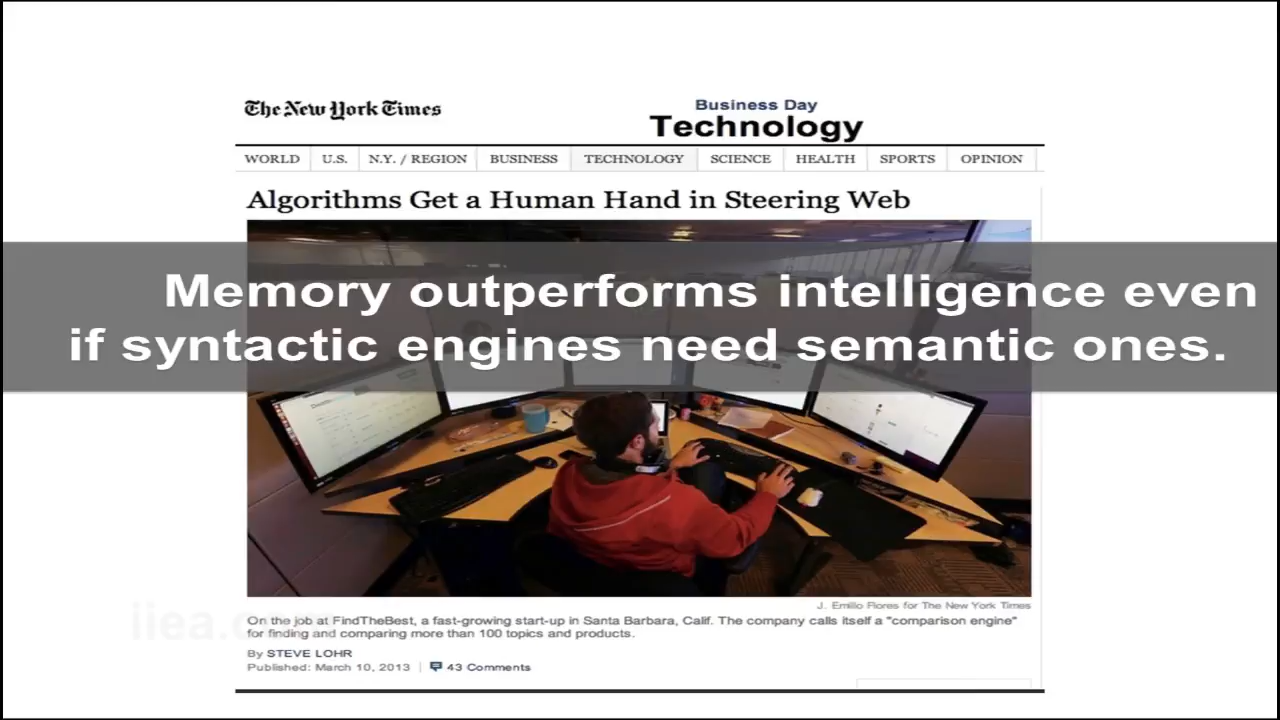 The New York Times
Business Day
Technology
WORLD U.S. N.Y. / REGION BUSINESS TECHNOLOGY SCIENCE HEALTH SPORTS OPINION
Algorithms Get a Human Hand in Steering Web
Memory outperforms intelligence even
if syntactic engines need semantic ones.
J. Emilio Flores for The New York Times
On the job at FindTheBest, a fast-growing start-up in Santa Barbara, Calif. The company calls itself a "comparison engine"
for finding and comparing more than 100 topics and products.
By STEVE LOHR
Published: March 10, 2013 43 Comments